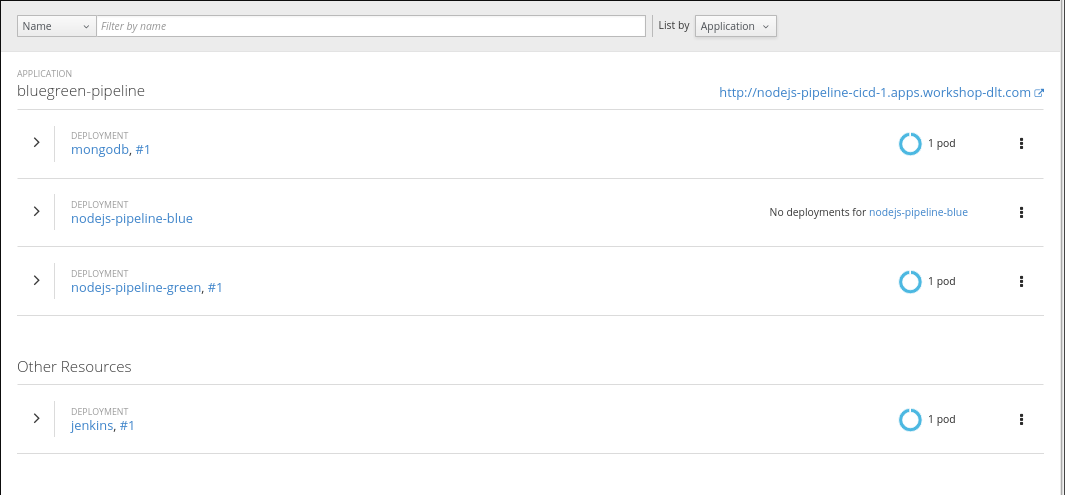 Name Filter by name List by Application
APPLICATION
bluegreen-pipeline http://nodejs-pipeline-cicd-1.apps.workshop-dlt.com
DEPLOYMENT
mongodb, #1 1 pod
DEPLOYMENT
nodejs-pipeline-blue No deployments for nodejs-pipeline-blue
DEPLOYMENT
nodejs-pipeline-green, #1 1 pod
Other Resources
DEPLOYMENT
jenkins, #1 1 pod